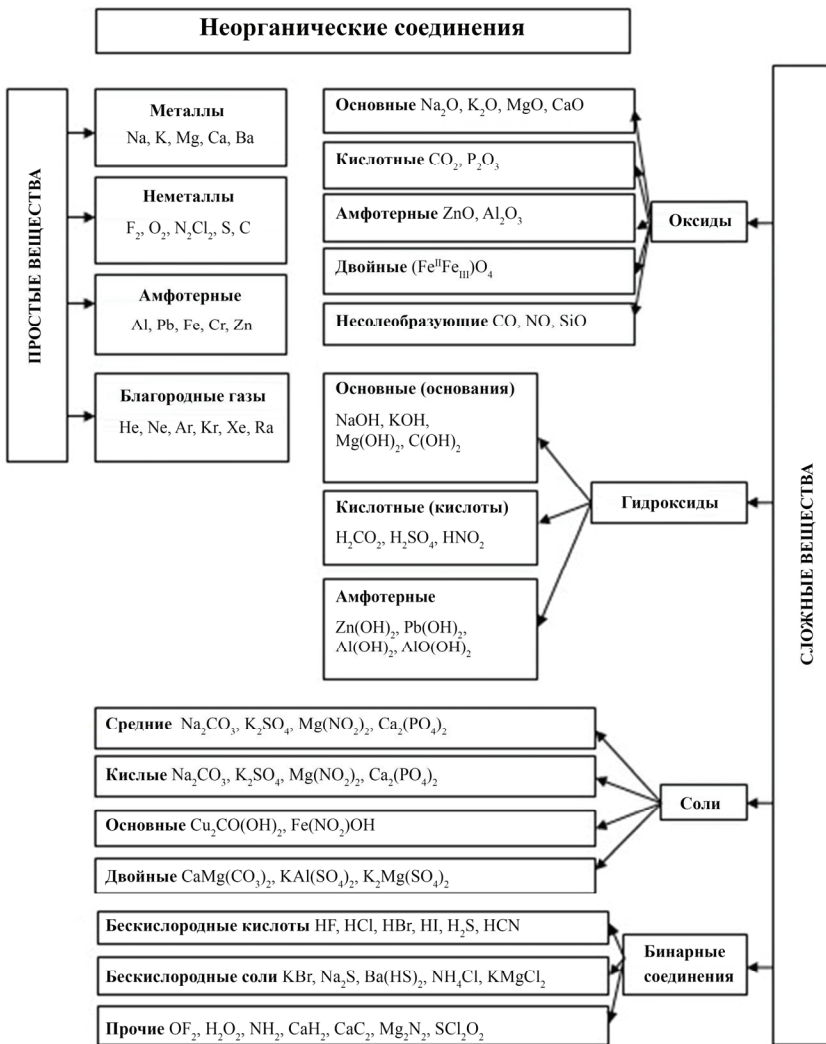 Неорганические соединения
ПРОСТЫЕ ВЕЩЕСТВА
Металлы
Na, K, Mg, Ca, Ba
Неметаллы
F₂, O₂, N₂Cl₂, S, C
Амфотерные
Al, Pb, Fe, Cr, Zn
Благородные газы
He, Ne, Ar, Kr, Xe, Ra
СЛОЖНЫЕ ВЕЩЕСТВА
Оксиды
Основные Na₂O, K₂O, MgO, CaO
Кислотные CO₂, P₂O₃
Амфотерные ZnO, Al₂O₃
Двойные (FeᴵᴵFeᵢᵢᵢ)O₄
Несолеобразующие CO, NO, SiO
Гидроксиды
Основные (основания)
NaOH, KOH,
Mg(OH)₂, C(OH)₂
Кислотные (кислоты)
H₂CO₂, H₂SO₄, HNO₂
Амфотерные
Zn(OH)₂, Pb(OH)₂,
Al(OH)₂, AlO(OH)₂
Соли
Средние Na₂CO₃, K₂SO₄, Mg(NO₂)₂, Ca₂(PO₄)₂
Кислые Na₂CO₃, K₂SO₄, Mg(NO₂)₂, Ca₂(PO₄)₂
Основные Cu₂CO(OH)₂, Fe(NO₂)OH
Двойные CaMg(CO₃)₂, KAl(SO₄)₂, K₂Mg(SO₄)₂
Бинарные
соединения
Бескислородные кислоты HF, HCl, HBr, HI, H₂S, HCN
Бескислородные соли KBr, Na₂S, Ba(HS)₂, NH₄Cl, KMgCl₂
Прочие OF₂, H₂O₂, NH₂, CaH₂, CaC₂, Mg₂N₂, SCl₂O₂